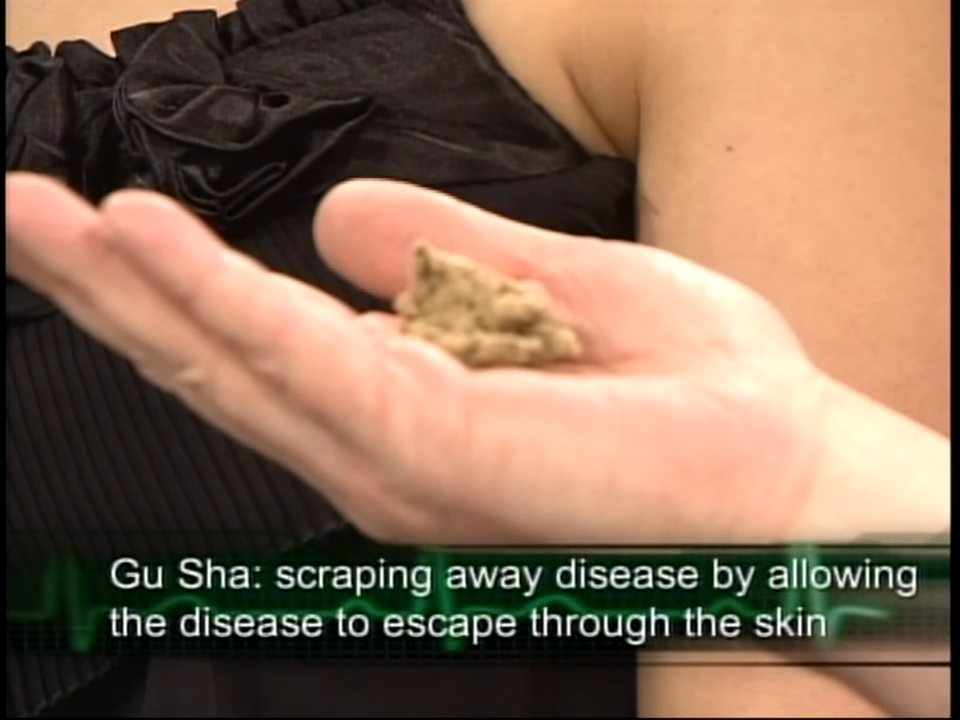 Gu Sha: scraping away disease by allowing
the disease to escape through the skin